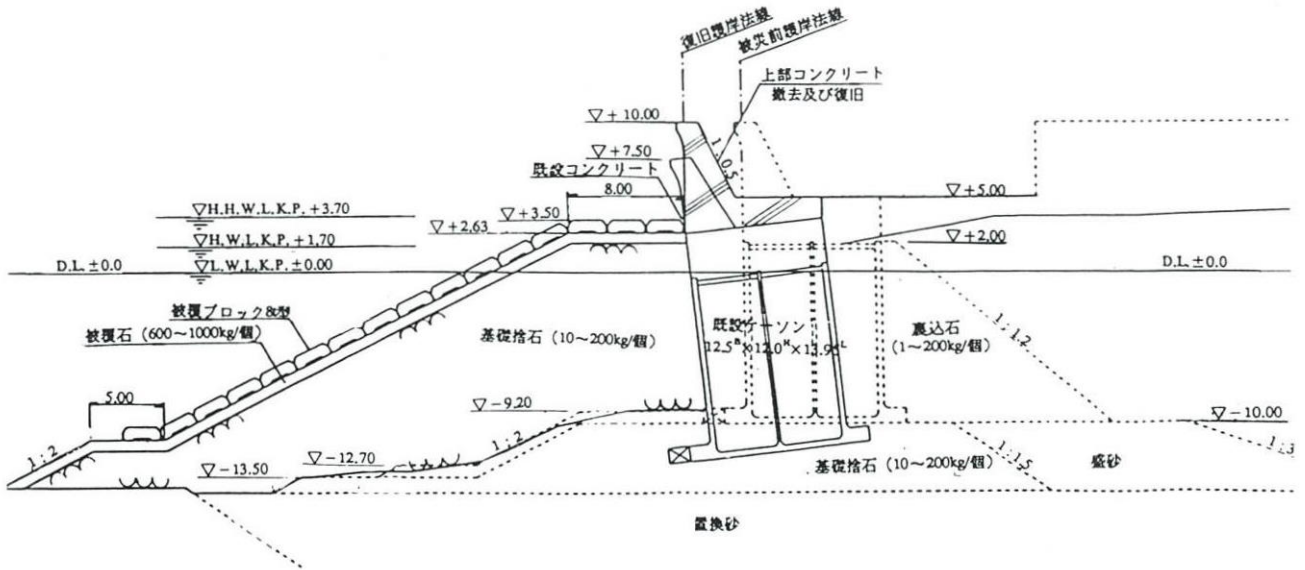 復旧護岸法線
被災前護岸法線
上部コンクリート
撤去及び復旧
▽+10.00
1:0.5
▽+7.50
既設コンクリート
8.00
▽+5.00
▽H.H.W.L.K.P.+3.70
▽+3.50
▽+2.63
▽H.W.L.K.P.+1.70
▽+2.00
D.L.±0.0
▽L.W.L.K.P.±0.00
D.L.±0.0
被覆ブロック8t型
被覆石(600～1000kg/個)
基礎捨石(10～200kg/個)
既設ケーソン
12.5ᴮ×12.0ᴴ×13.95ᴸ
裏込石
(1～200kg/個)
1:1.2
5.00
▽-9.20
▽-10.00
1:2
1:2
▽-12.70
▽-13.50
基礎捨石(10～200kg/個)
1:1.5
盛砂
1:3
置換砂